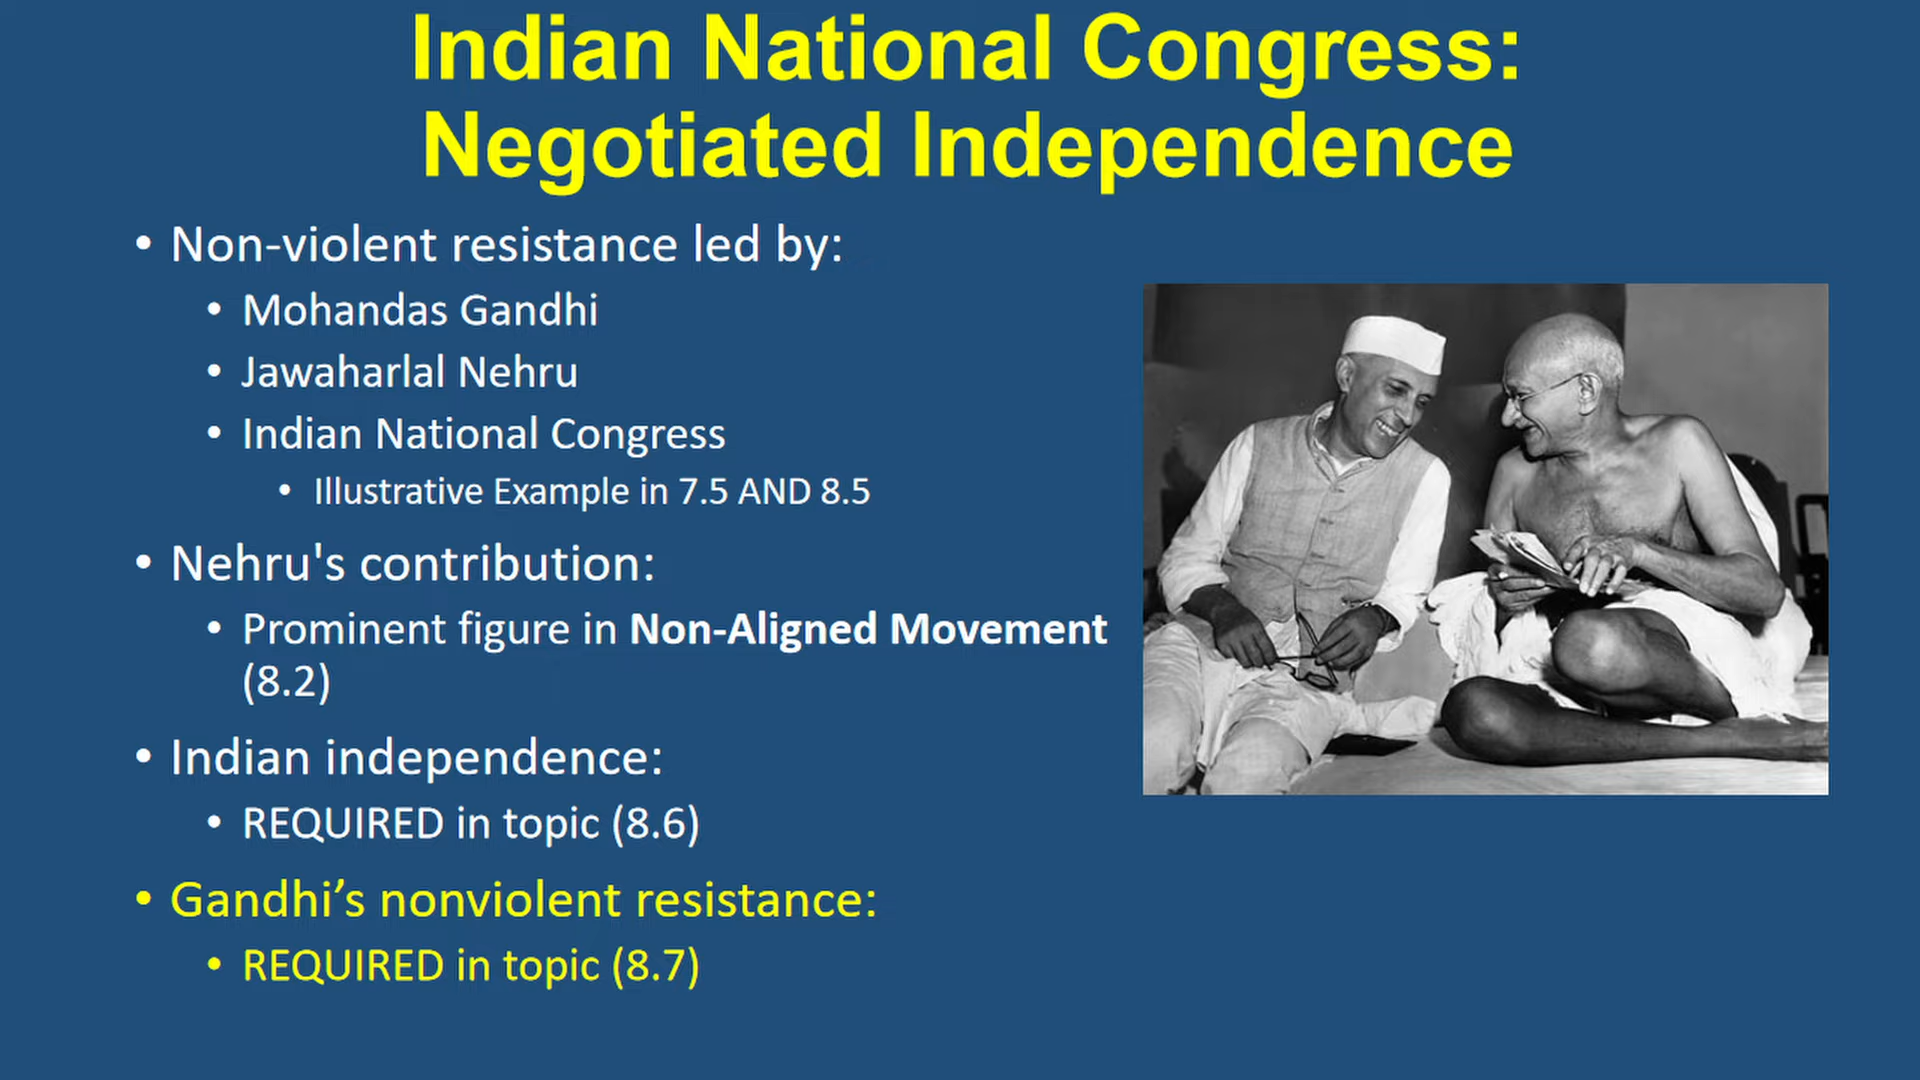 Indian National Congress:
Negotiated Independence
• Non-violent resistance led by:
• Mohandas Gandhi
• Jawaharlal Nehru
• Indian National Congress
• Illustrative Example in 7.5 AND 8.5
• Nehru's contribution:
• Prominent figure in Non-Aligned Movement
(8.2)
• Indian independence:
• REQUIRED in topic (8.6)
• Gandhi’s nonviolent resistance:
• REQUIRED in topic (8.7)